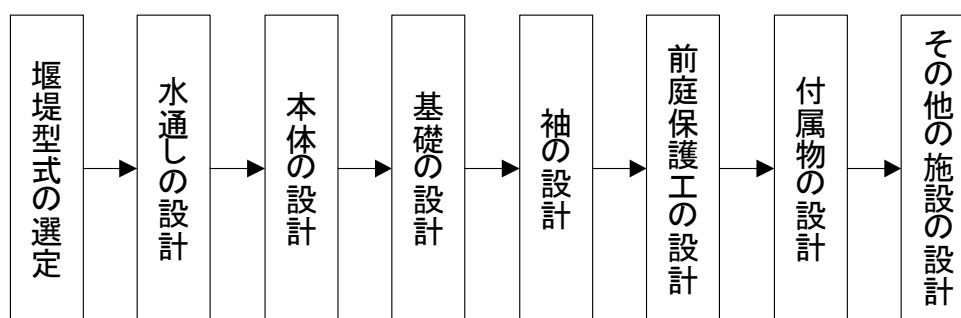 堰堤型式の選定
水通しの設計
本体の設計
基礎の設計
袖の設計
前庭保護工の設計
付属物の設計
その他の施設の設計